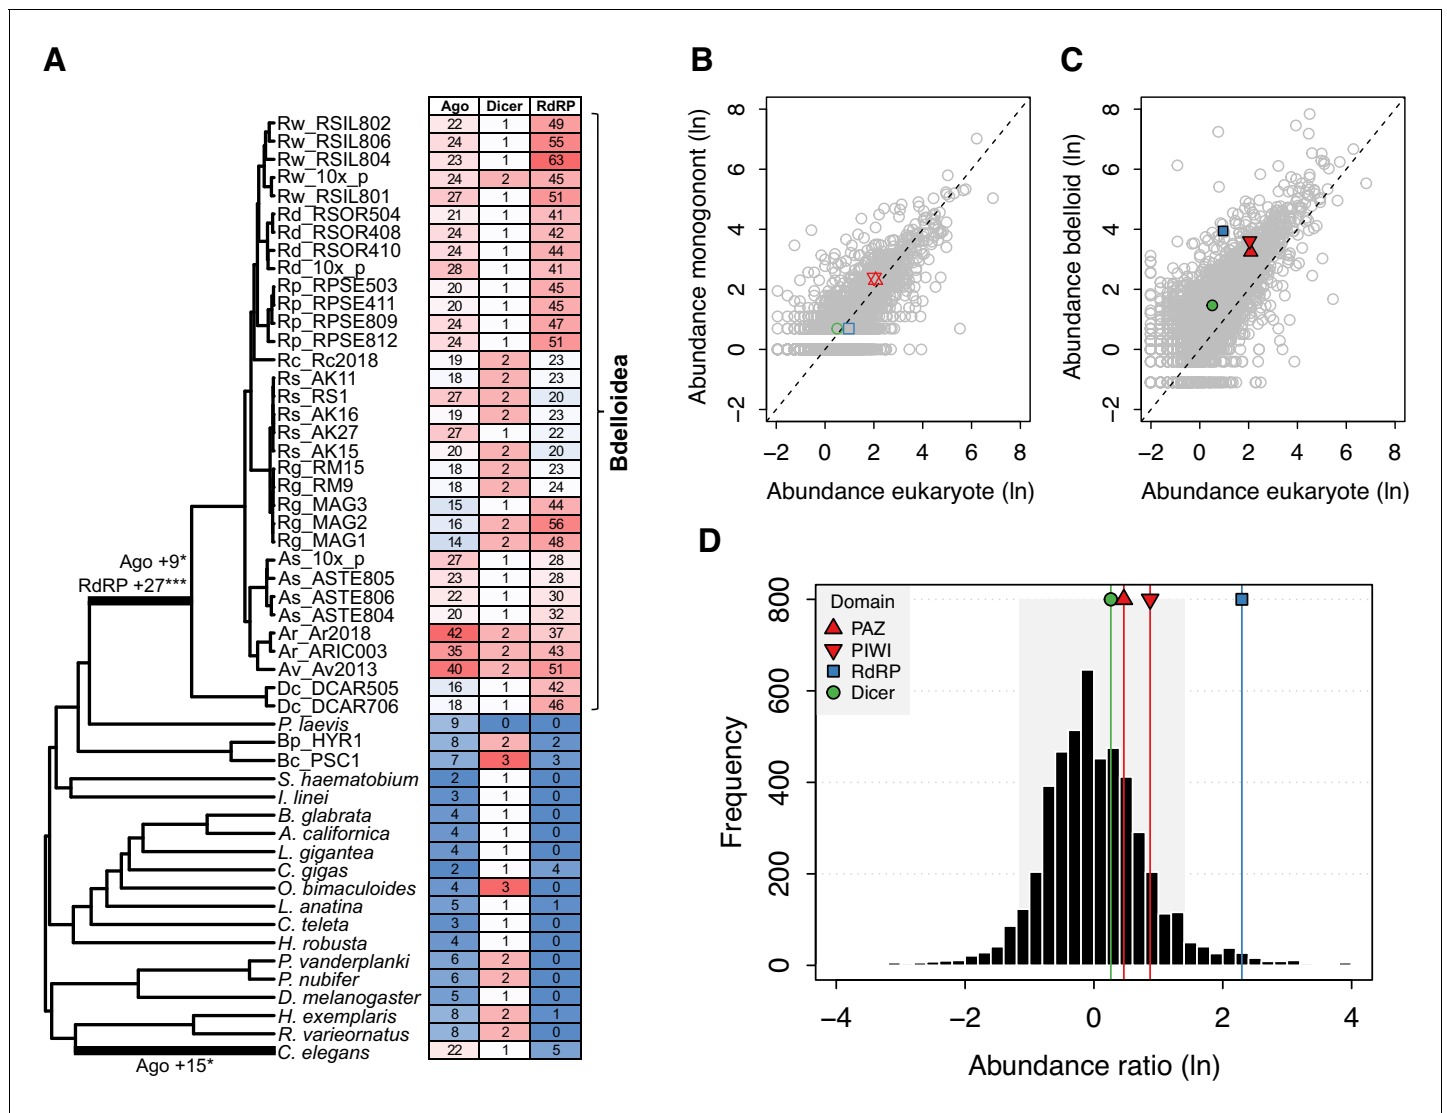 A
Ago Dicer RdRP
Rw_RSIL802 22 1 49
Rw_RSIL806 24 1 55
Rw_RSIL804 23 1 63
Rw_10x_p 24 2 45
Rw_RSIL801 27 1 51
Rd_RSOR504 21 1 41
Rd_RSOR408 24 1 42
Rd_RSOR410 24 1 44
Rd_10x_p 28 1 41
Rp_RPSE503 20 1 45
Rp_RPSE411 20 1 45
Rp_RPSE809 24 1 47
Rp_RPSE812 24 1 51
Rc_Rc2018 19 2 23
Rs_AK11 18 2 23
Rs_RS1 27 2 20
Rs_AK16 19 2 23
Rs_AK27 27 1 22
Rs_AK15 20 2 20
Rg_RM15 18 2 23
Rg_RM9 18 2 24
Rg_MAG3 15 1 44
Rg_MAG2 16 2 56
Rg_MAG1 14 2 48
As_10x_p 27 1 28
As_ASTE805 23 1 28
As_ASTE806 22 1 30
As_ASTE804 20 1 32
Ar_Ar2018 42 2 37
Ar_ARIC003 35 2 43
Av_Av2013 40 2 51
Dc_DCAR505 16 1 42
Dc_DCAR706 18 1 46
P. laevis 9 0 0
Bp_HYR1 8 2 2
Bc_PSC1 7 3 3
S. haematobium 2 1 0
I. linei 3 1 0
B. glabrata 4 1 0
A. californica 4 1 0
L. gigantea 4 1 0
C. gigas 2 1 4
O. bimaculoides 4 3 0
L. anatina 5 1 1
C. teleta 3 1 0
H. robusta 4 1 0
P. vanderplanki 6 2 0
P. nubifer 6 2 0
D. melanogaster 5 1 0
H. exemplaris 8 2 1
R. varieornatus 8 2 0
C. elegans 22 1 5
Ago +9*
RdRP +27***
Ago +15*
Bdelloidea
B
Abundance monogonont (ln)
8
6
4
2
0
−2
−2 0 2 4 6 8
Abundance eukaryote (ln)
C
Abundance bdelloid (ln)
8
6
4
2
0
−2
−2 0 2 4 6 8
Abundance eukaryote (ln)
D
Domain
PAZ
PIWI
RdRP
Dicer
Frequency
800
600
400
200
0
−4 −2 0 2 4
Abundance ratio (ln)